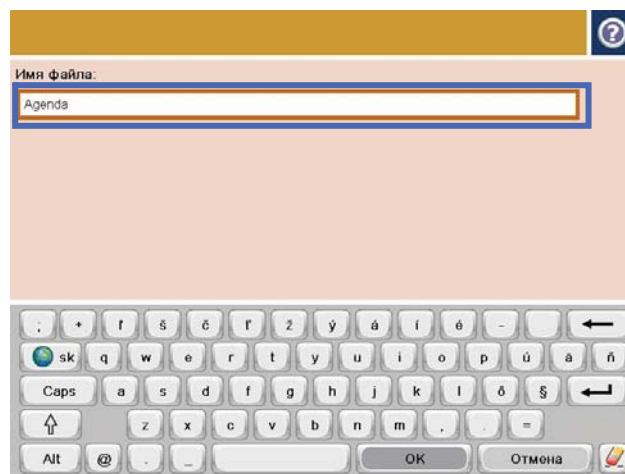 ?
Имя файла:
Agenda
; + ľ š č ť ž ý á í é -
sk q w e r t y u i o p ú ä ň
Caps a s d f g h j k l ô §
z x c v b n m , . =
Alt @ . _ OK Отмена